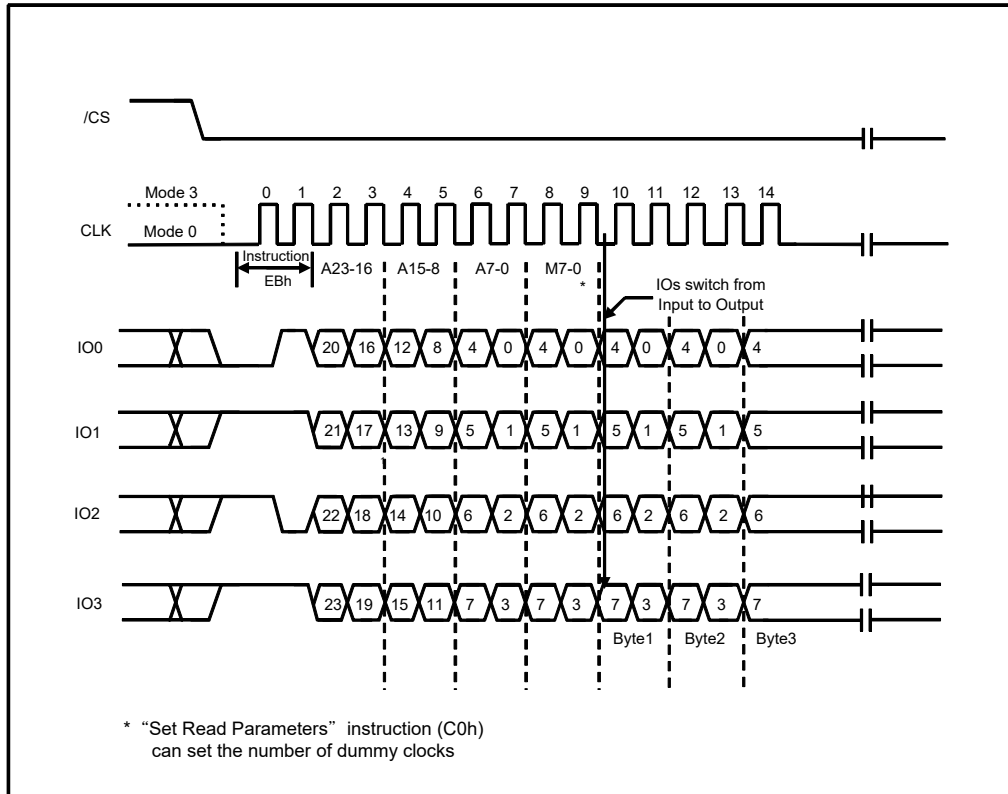 /CS
Mode 3
0 1 2 3 4 5 6 7 8 9 10 11 12 13 14
CLK
Mode 0
Instruction
EBh
A23-16 A15-8 A7-0 M7-0
*
IOs switch from
Input to Output
IO0 20 16 12 8 4 0 4 0 4 0 4 0 4
IO1 21 17 13 9 5 1 5 1 5 1 5 1 5
IO2 22 18 14 10 6 2 6 2 6 2 6 2 6
IO3 23 19 15 11 7 3 7 3 7 3 7 3 7
Byte1 Byte2 Byte3
* “Set Read Parameters” instruction (C0h)
can set the number of dummy clocks